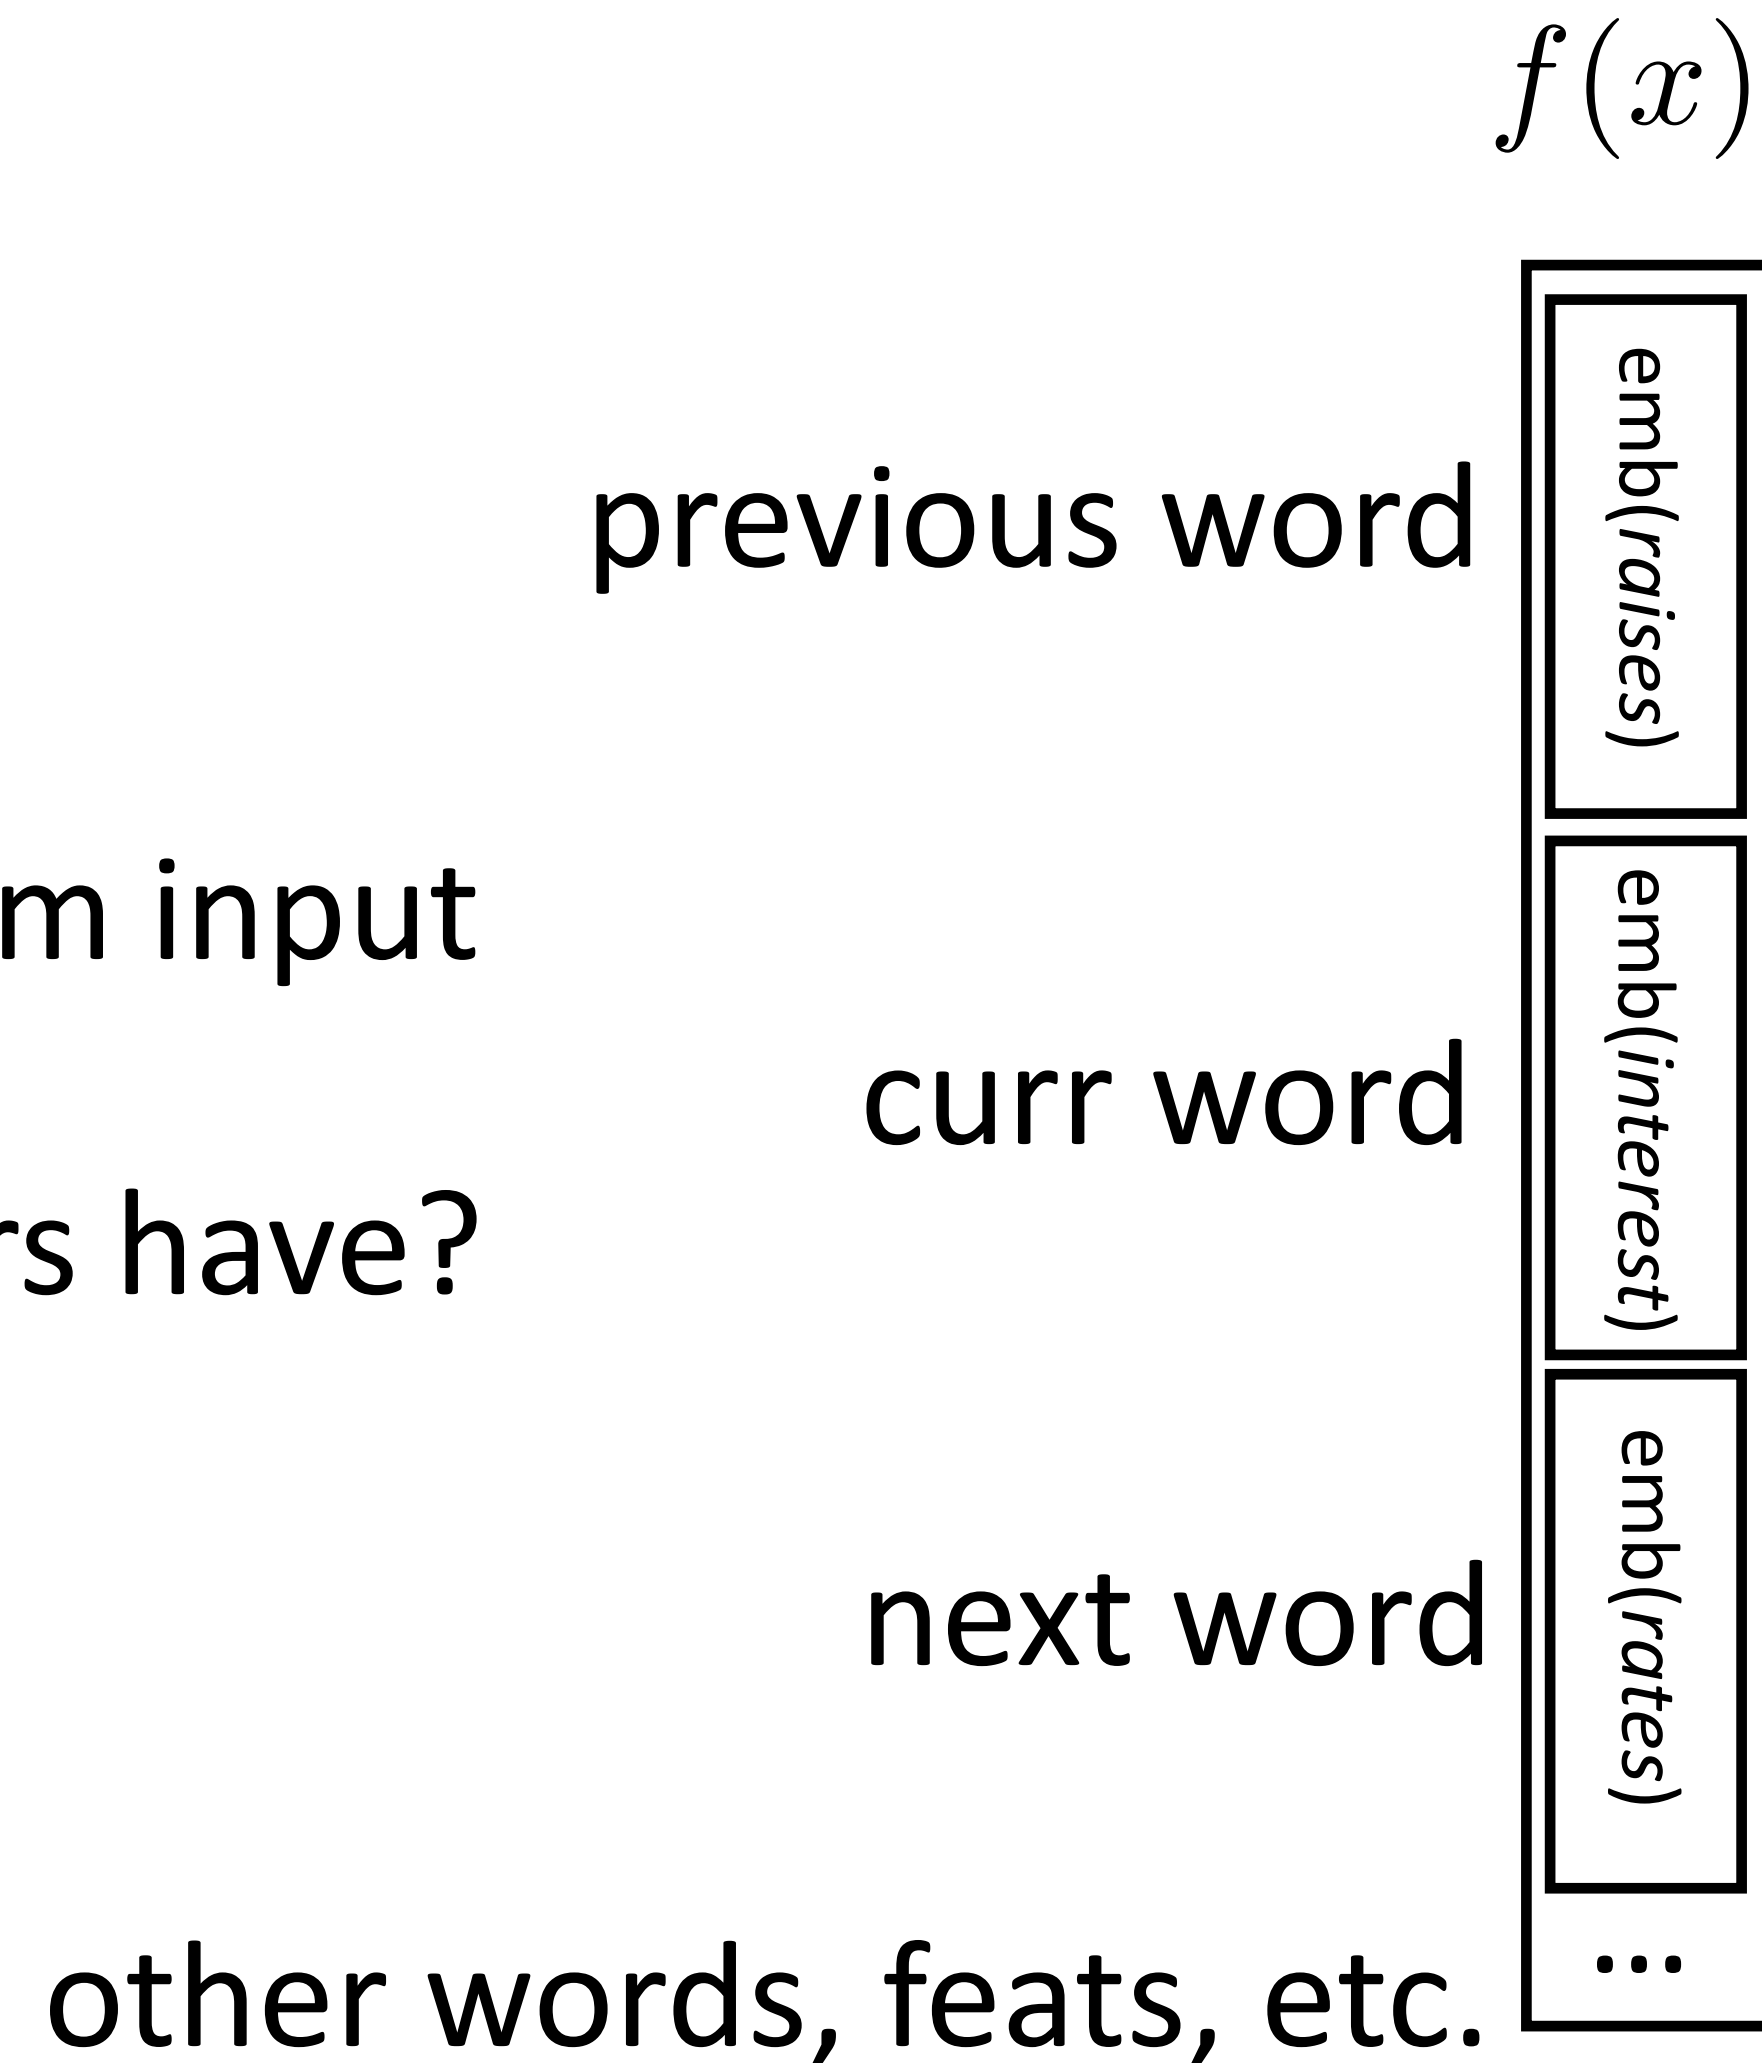 f(x)
emb(raises)
previous word
m input
emb(interest)
curr word
rs have?
emb(rates)
next word
...
other words, feats, etc.